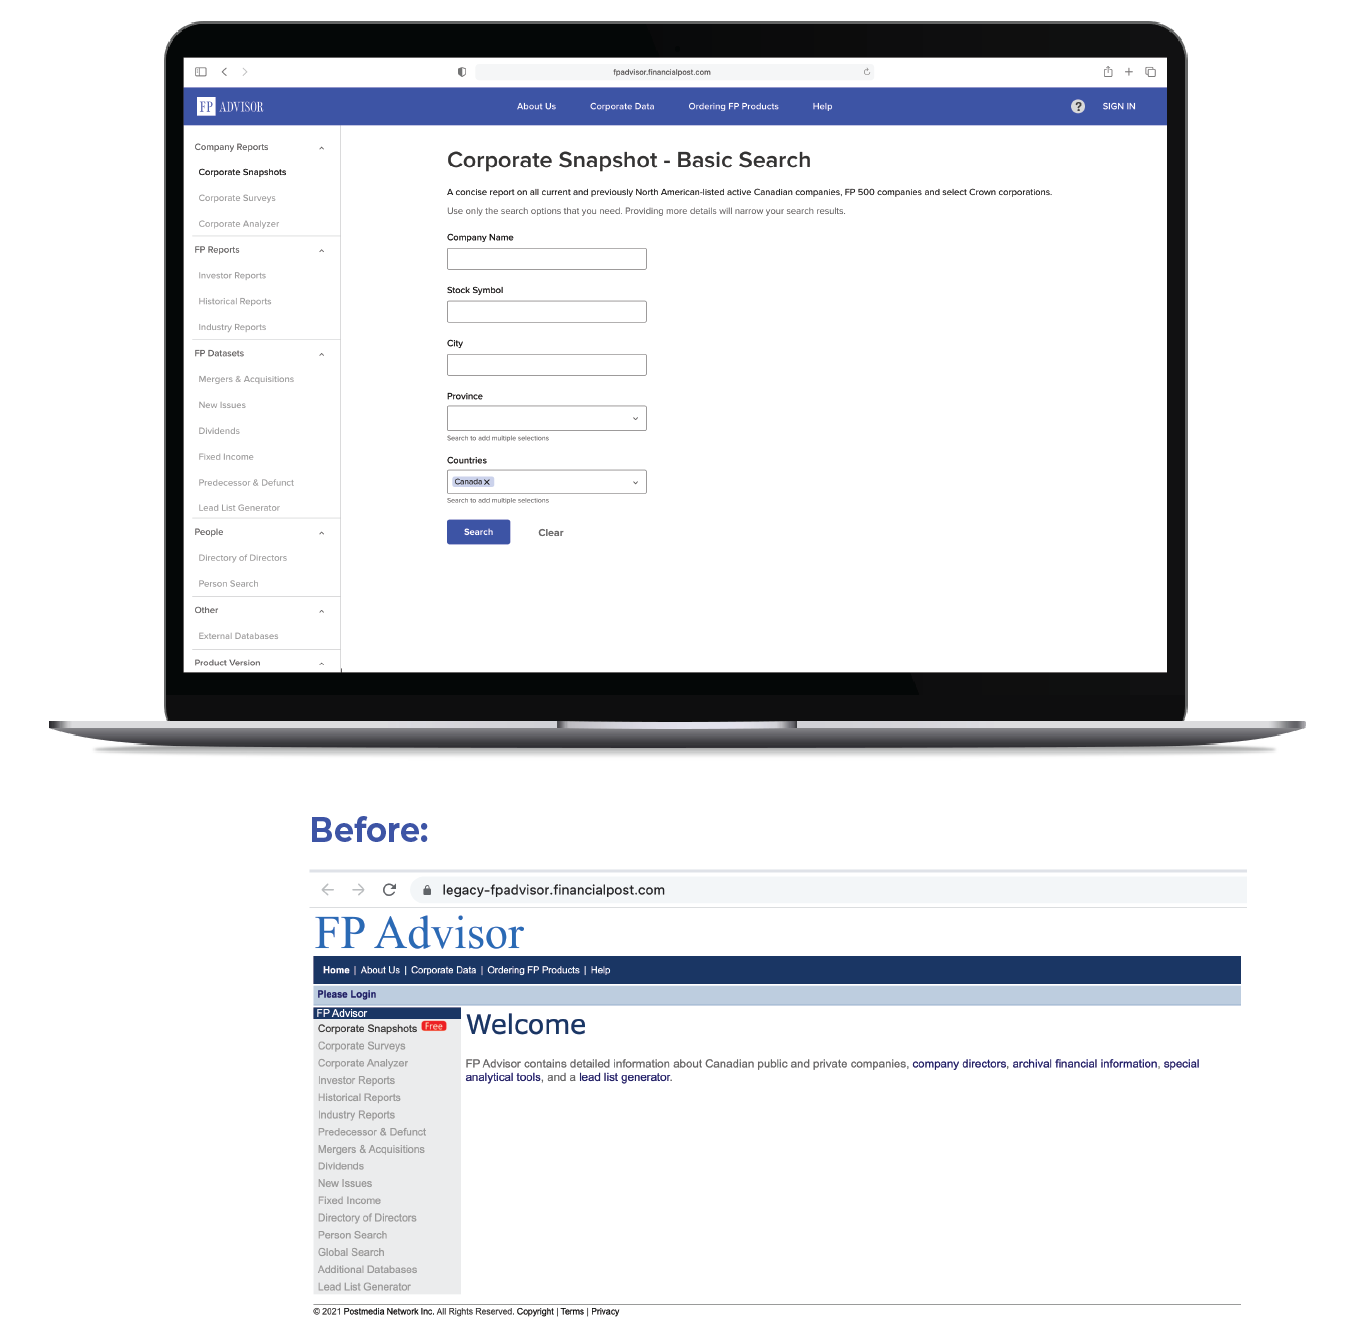 fpadvisor.financialpost.com
FP ADVISOR
About Us
Corporate Data
Ordering FP Products
Help
?
SIGN IN
Company Reports
Corporate Snapshots
Corporate Surveys
Corporate Analyzer
FP Reports
Investor Reports
Historical Reports
Industry Reports
FP Datasets
Mergers & Acquisitions
New Issues
Dividends
Fixed Income
Predecessor & Defunct
Lead List Generator
People
Directory of Directors
Person Search
Other
External Databases
Product Version
Corporate Snapshot - Basic Search
A concise report on all current and previously North American-listed active Canadian companies, FP 500 companies and select Crown corporations.
Use only the search options that you need. Providing more details will narrow your search results.
Company Name
Stock Symbol
City
Province
Search to add multiple selections
Countries
Canada
Search to add multiple selections
Search
Clear
Before:
legacy-fpadvisor.financialpost.com
FP Advisor
Home | About Us | Corporate Data | Ordering FP Products | Help
Please Login
FP Advisor
Corporate Snapshots Free
Corporate Surveys
Corporate Analyzer
Investor Reports
Historical Reports
Industry Reports
Predecessor & Defunct
Mergers & Acquisitions
Dividends
New Issues
Fixed Income
Directory of Directors
Person Search
Global Search
Additional Databases
Lead List Generator
Welcome
FP Advisor contains detailed information about Canadian public and private companies, company directors, archival financial information, special
analytical tools, and a lead list generator.
© 2021 Postmedia Network Inc. All Rights Reserved. Copyright | Terms | Privacy